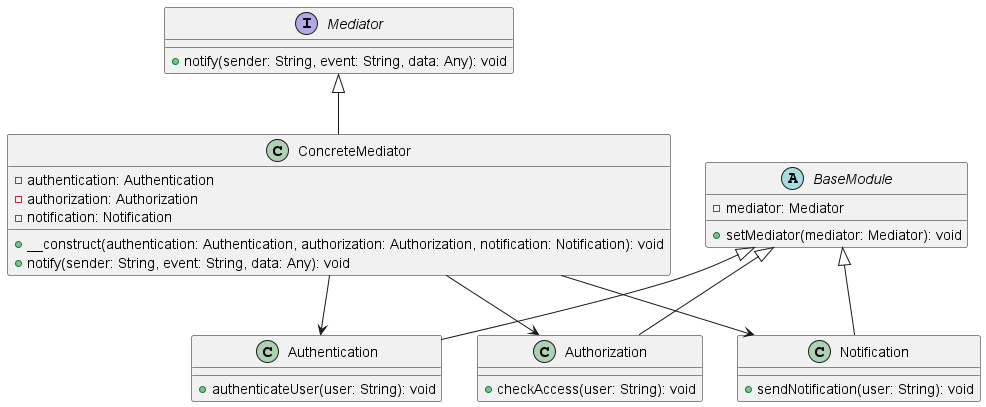 I Mediator
notify(sender: String, event: String, data: Any): void
C ConcreteMediator
authentication: Authentication
authorization: Authorization
notification: Notification
__construct(authentication: Authentication, authorization: Authorization, notification: Notification): void
notify(sender: String, event: String, data: Any): void
A BaseModule
mediator: Mediator
setMediator(mediator: Mediator): void
C Authentication
authenticateUser(user: String): void
C Authorization
checkAccess(user: String): void
C Notification
sendNotification(user: String): void